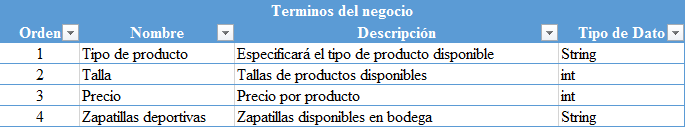 Terminos del negocio
Orden Nombre Descripción Tipo de Dato
1 Tipo de producto Especificará el tipo de producto disponible String
2 Talla Tallas de productos disponibles int
3 Precio Precio por producto int
4 Zapatillas deportivas Zapatillas disponibles en bodega String